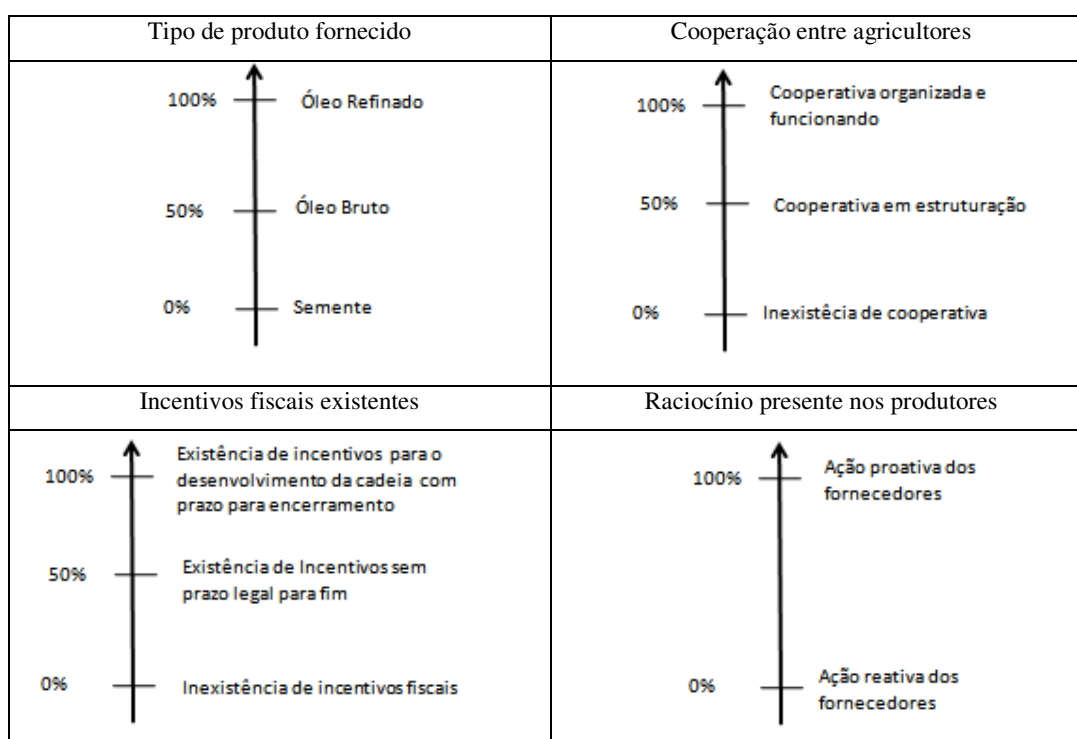 Tipo de produto fornecido
100%
Óleo Refinado
50%
Óleo Bruto
0%
Semente
Cooperação entre agricultores
100%
Cooperativa organizada e
funcionando
50%
Cooperativa em estruturação
0%
Inexistêcia de cooperativa
Incentivos fiscais existentes
100%
Existência de incentivos para o
desenvolvimento da cadeia com
prazo para encerramento
50%
Existência de Incentivos sem
prazo legal para fim
0%
Inexistência de incentivos fiscais
Raciocínio presente nos produtores
100%
Ação proativa dos
fornecedores
0%
Ação reativa dos
fornecedores